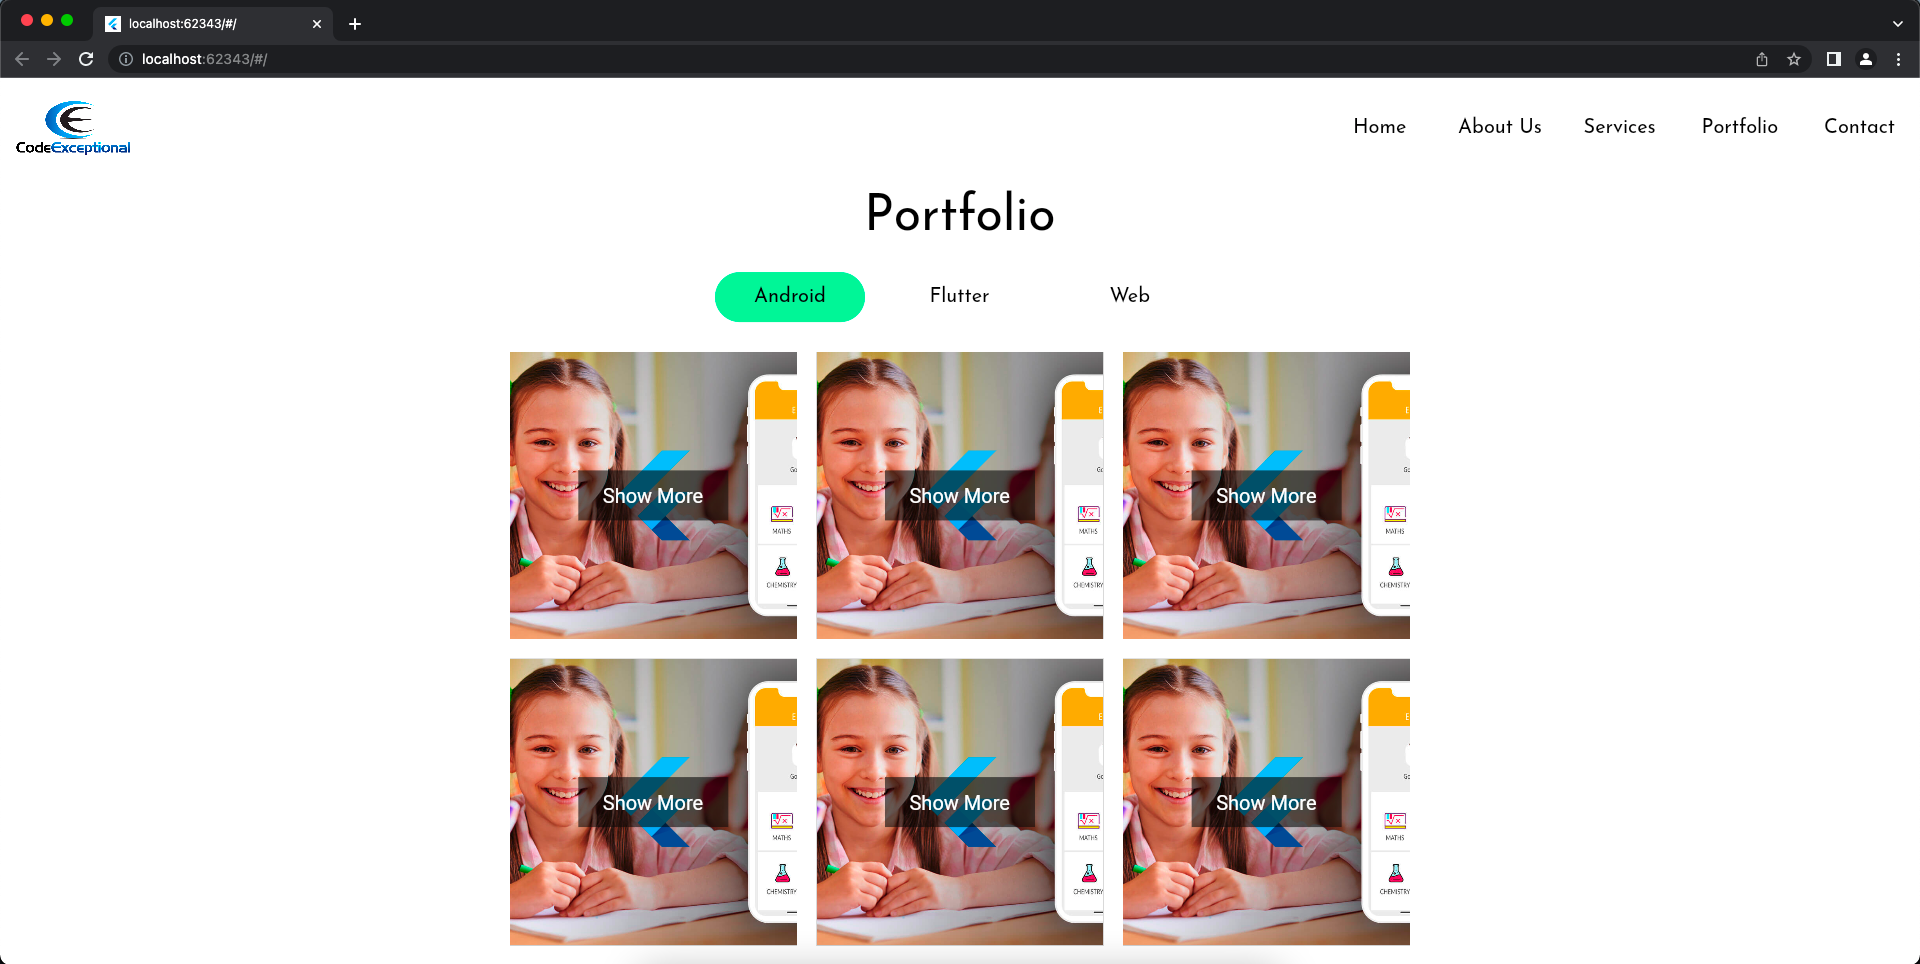 localhost:62343/#/
localhost:62343/#/
CodeExceptional
Home About Us Services Portfolio Contact
Portfolio
Android Flutter Web
Show More
MATHS
CHEMISTRY
Show More
MATHS
CHEMISTRY
Show More
MATHS
CHEMISTRY
Show More
MATHS
CHEMISTRY
Show More
MATHS
CHEMISTRY
Show More
MATHS
CHEMISTRY